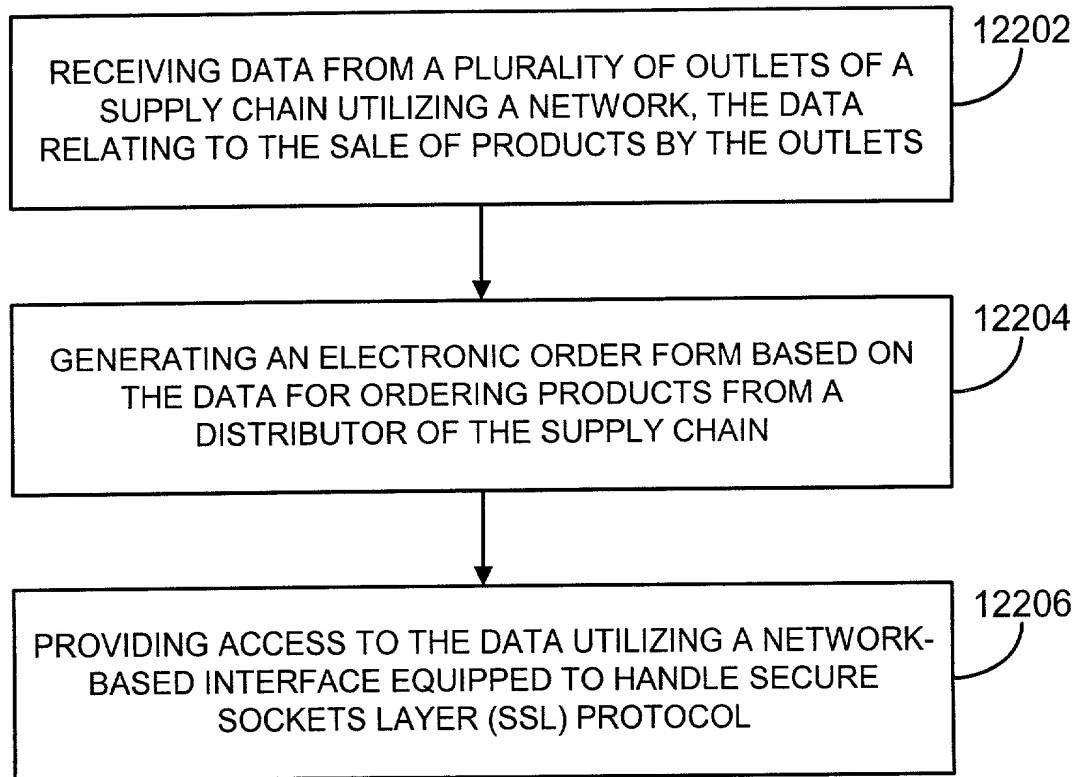 12202
RECEIVING DATA FROM A PLURALITY OF OUTLETS OF A
SUPPLY CHAIN UTILIZING A NETWORK, THE DATA
RELATING TO THE SALE OF PRODUCTS BY THE OUTLETS
12204
GENERATING AN ELECTRONIC ORDER FORM BASED ON
THE DATA FOR ORDERING PRODUCTS FROM A
DISTRIBUTOR OF THE SUPPLY CHAIN
12206
PROVIDING ACCESS TO THE DATA UTILIZING A NETWORK-
BASED INTERFACE EQUIPPED TO HANDLE SECURE
SOCKETS LAYER (SSL) PROTOCOL